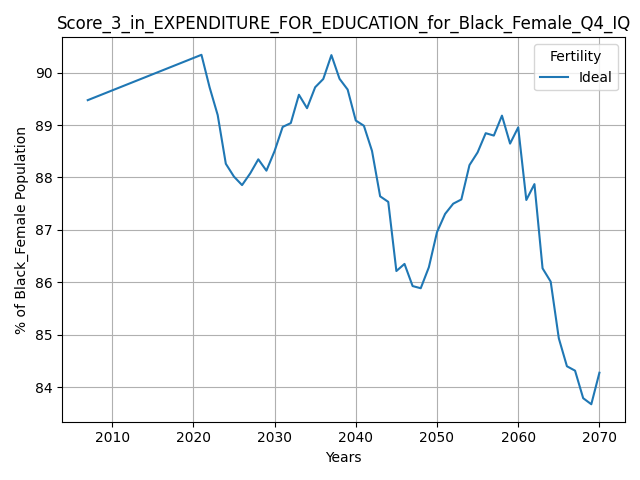 Score_3_in_EXPENDITURE_FOR_EDUCATION_for_Black_Female_Q4_IQ
Fertility
Ideal
% of Black_Female Population
90
89
88
87
86
85
84
2010 2020 2030 2040 2050 2060 2070
Years